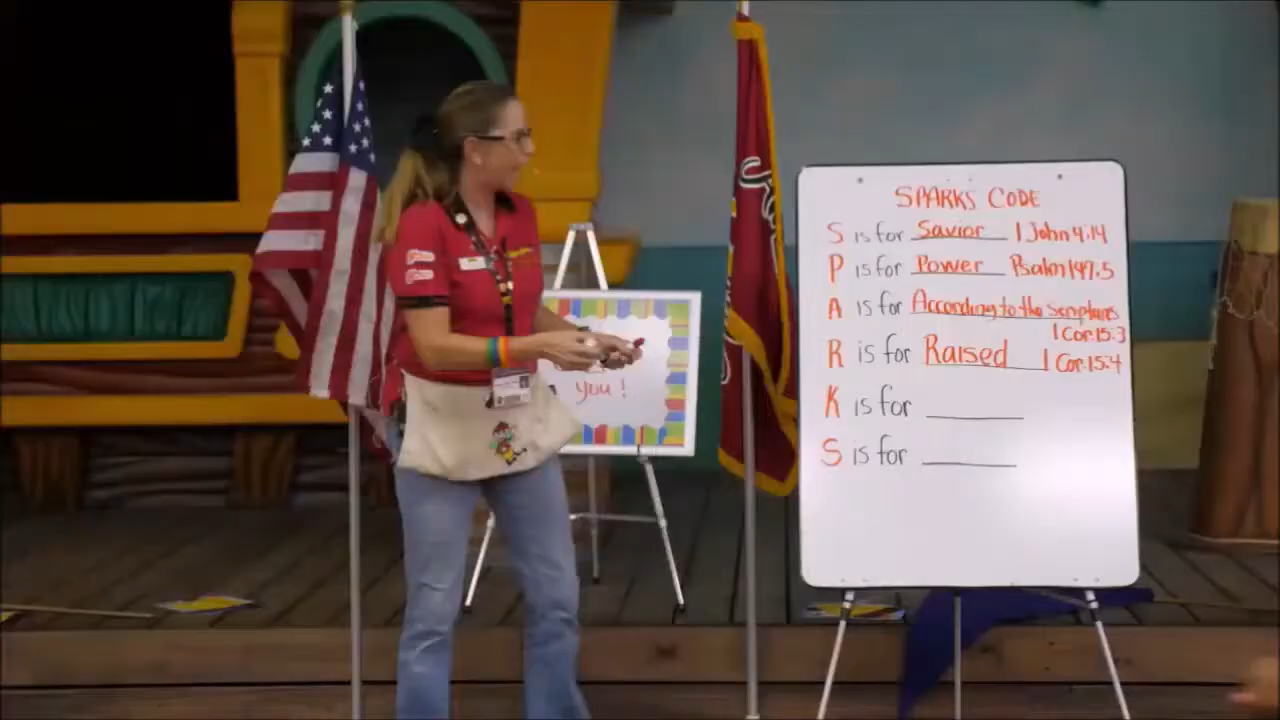 SPARKS CODE
S is for Savior 1 John 4:14
P is for Power Psalm 147:5
A is for According to the Scriptures
1 Cor. 15:3
R is for Raised 1 Cor. 15:4
K is for
S is for
you!